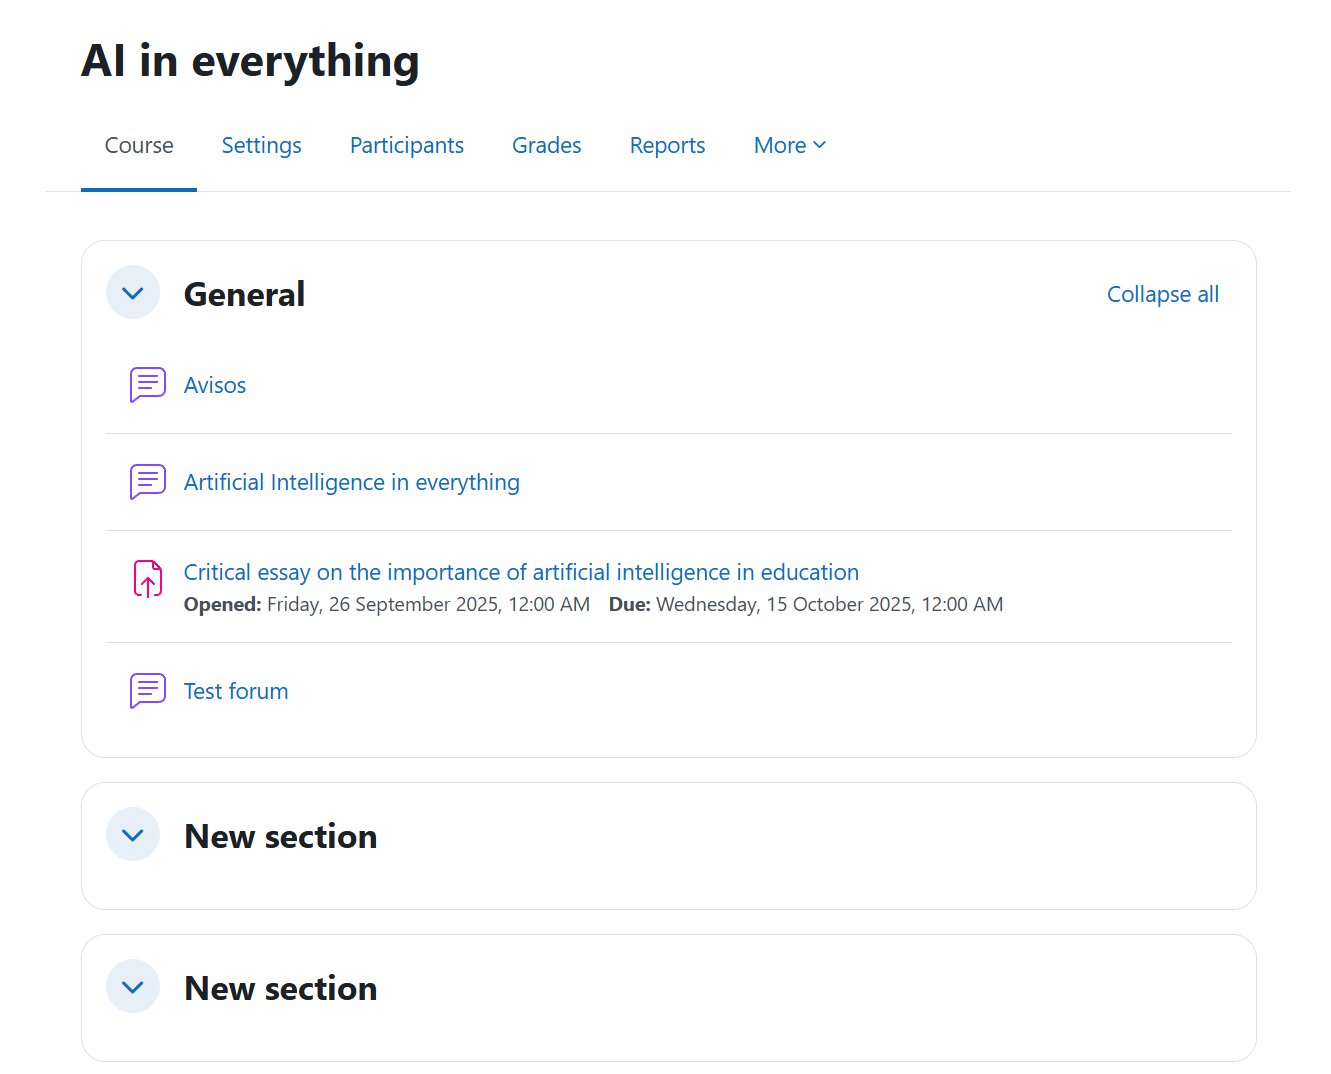 AI in everything
Course Settings Participants Grades Reports More
General Collapse all
Avisos
Artificial Intelligence in everything
Critical essay on the importance of artificial intelligence in education
Opened: Friday, 26 September 2025, 12:00 AM Due: Wednesday, 15 October 2025, 12:00 AM
Test forum
New section
New section